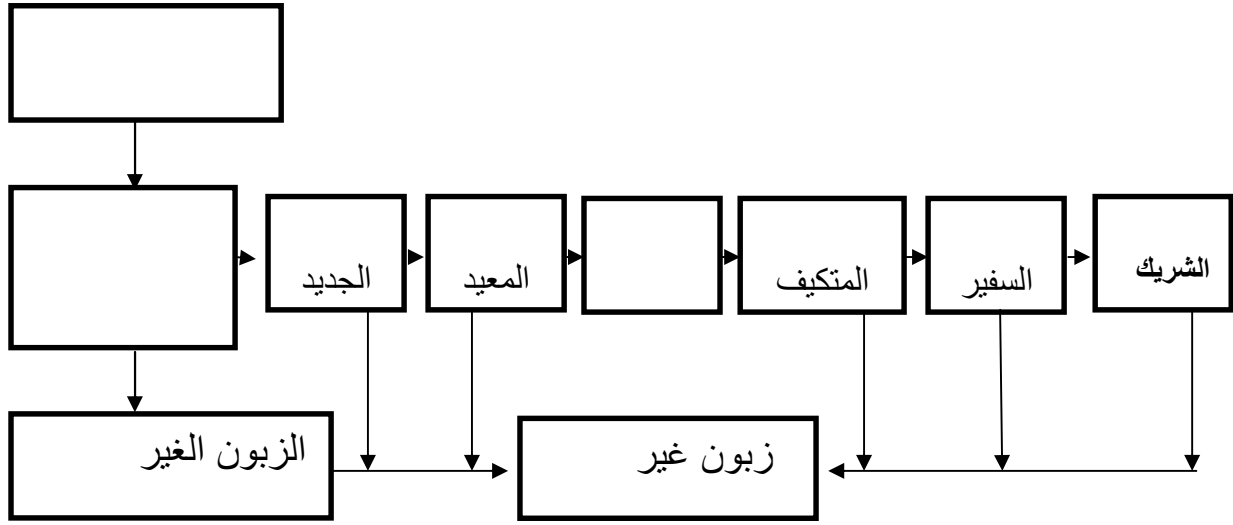 الشريك
السفير
المتكيف
المعيد
الجديد
زبون غير
الزبون الغير